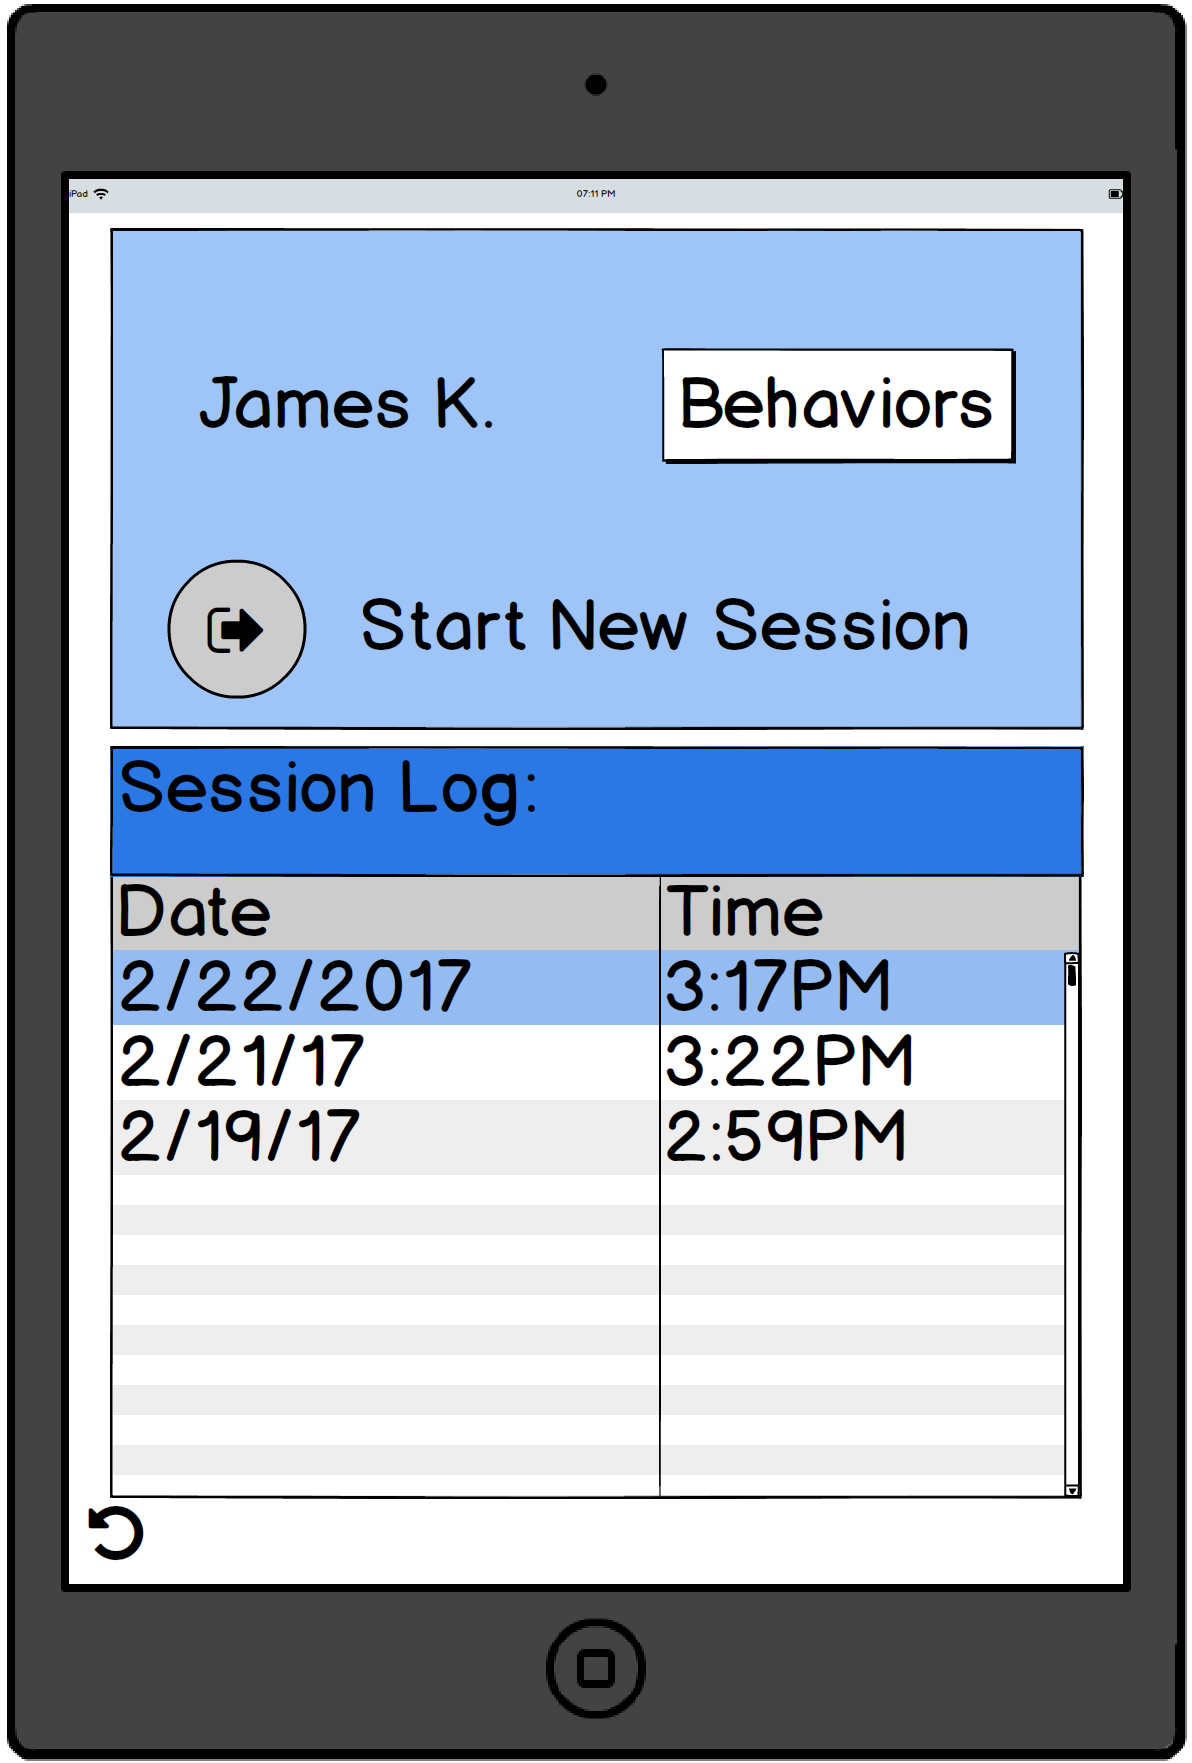 iPad
07:11 PM
James K.
Behaviors
Start New Session
Session Log:
Date Time
2/22/2017 3:17PM
2/21/17 3:22PM
2/19/17 2:59PM